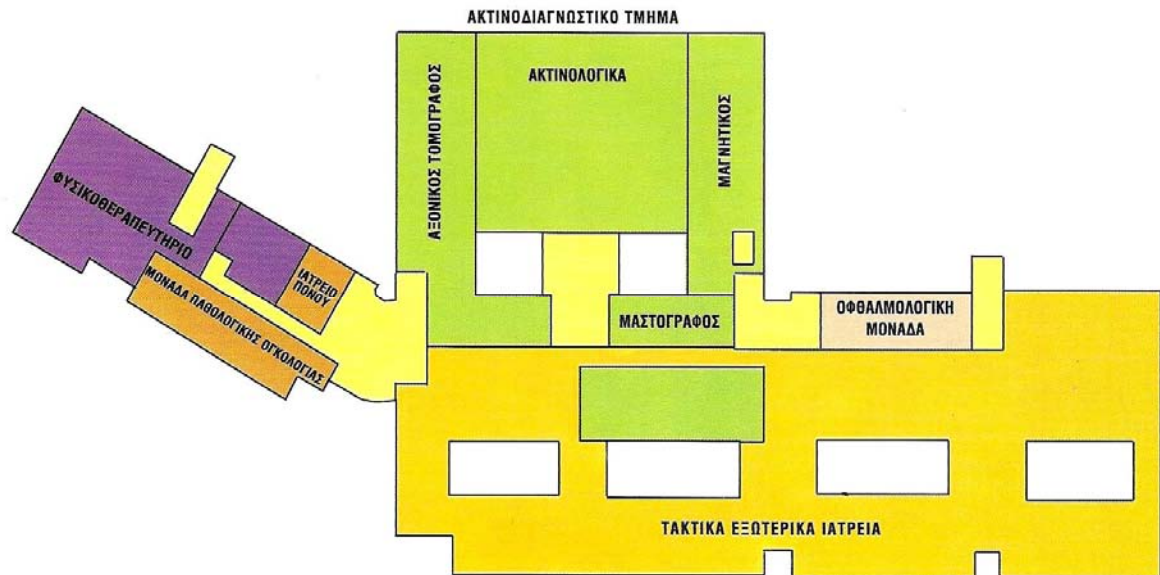 ΑΚΤΙΝΟΔΙΑΓΝΩΣΤΙΚΟ ΤΜΗΜΑ
ΑΞΟΝΙΚΟΣ ΤΟΜΟΓΡΑΦΟΣ
ΑΚΤΙΝΟΛΟΓΙΚΑ
ΜΑΓΝΗΤΙΚΟΣ
ΦΥΣΙΚΟΘΕΡΑΠΕΥΤΗΡΙΟ
ΙΑΤΡΕΙΟ
ΠΟΝΟΥ
ΜΟΝΑΔΑ ΠΑΘΟΛΟΓΙΚΗΣ ΟΓΚΟΛΟΓΙΑΣ
ΜΑΣΤΟΓΡΑΦΟΣ
ΟΦΘΑΛΜΟΛΟΓΙΚΗ
ΜΟΝΑΔΑ
ΤΑΚΤΙΚΑ ΕΞΩΤΕΡΙΚΑ ΙΑΤΡΕΙΑ